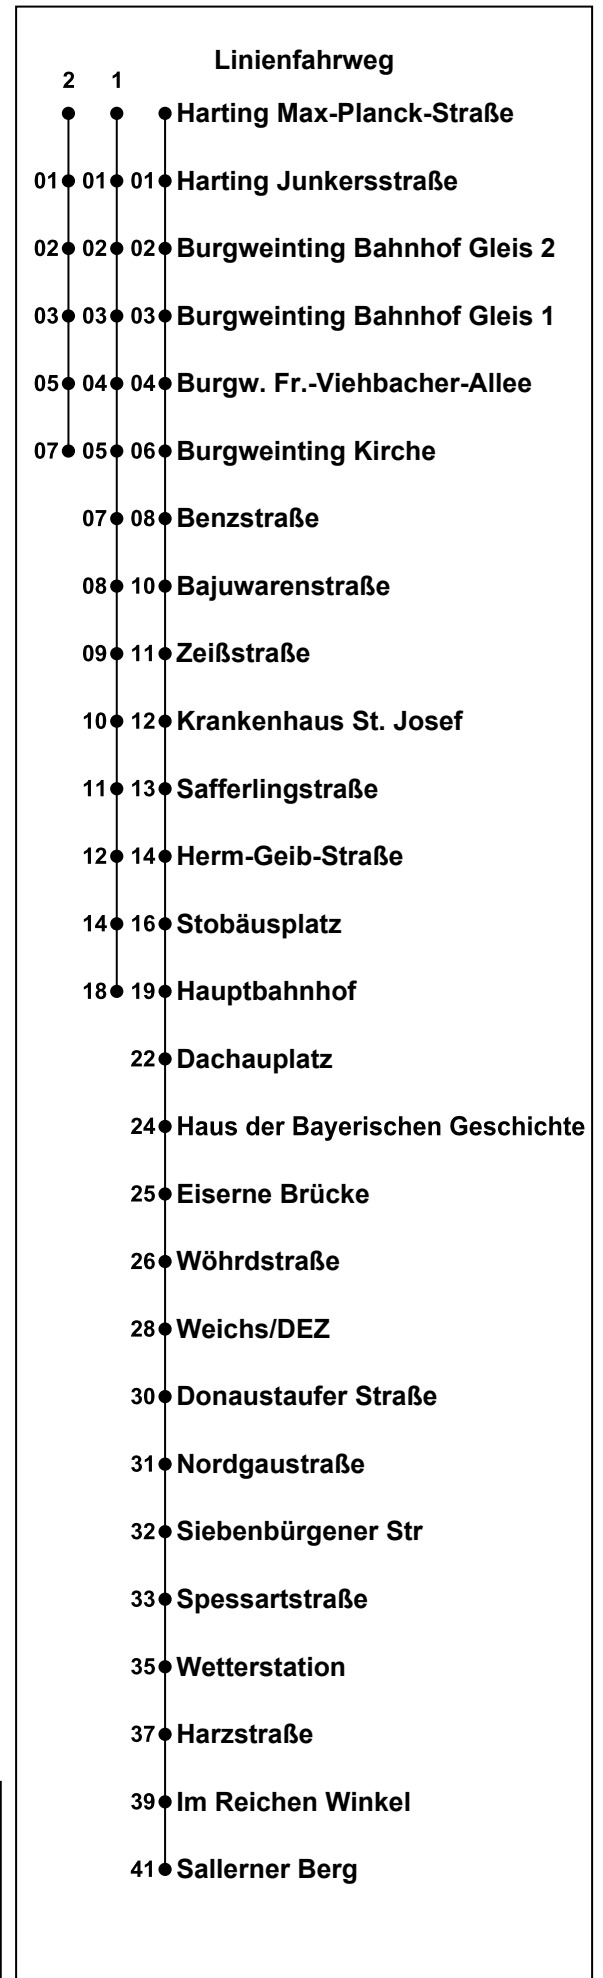 Linienfahrweg
2 1
Harting Max-Planck-Straße
01 01 01 Harting Junkersstraße
02 02 02 Burgweinting Bahnhof Gleis 2
03 03 03 Burgweinting Bahnhof Gleis 1
05 04 04 Burgw. Fr.-Viehbacher-Allee
07 05 06 Burgweinting Kirche
07 08 Benzstraße
08 10 Bajuwarenstraße
09 11 Zeißstraße
10 12 Krankenhaus St. Josef
11 13 Safferlingstraße
12 14 Herm-Geib-Straße
14 16 Stobäusplatz
18 19 Hauptbahnhof
22 Dachauplatz
24 Haus der Bayerischen Geschichte
25 Eiserne Brücke
26 Wöhrdstraße
28 Weichs/DEZ
30 Donaustaufer Straße
31 Nordgaustraße
32 Siebenbürgener Str
33 Spessartstraße
35 Wetterstation
37 Harzstraße
39 Im Reichen Winkel
41 Sallerner Berg